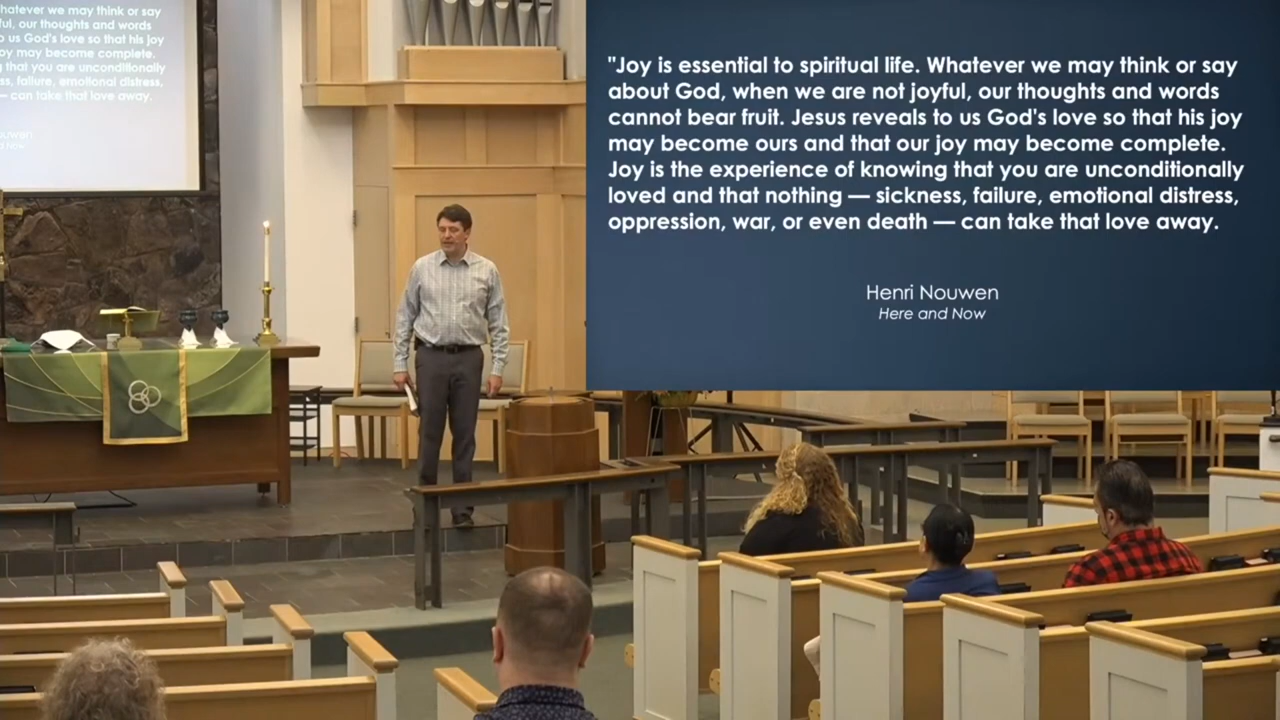 e may think or say
ful, our thoughts and words
o us God's love so that his joy
oy may become complete.
g that you are unconditionally
ss, failure, emotional distress,
— can take that love away.
"Joy is essential to spiritual life. Whatever we may think or say
about God, when we are not joyful, our thoughts and words
cannot bear fruit. Jesus reveals to us God's love so that his joy
may become ours and that our joy may become complete.
Joy is the experience of knowing that you are unconditionally
loved and that nothing — sickness, failure, emotional distress,
oppression, war, or even death — can take that love away.
Henri Nouwen
Here and Now